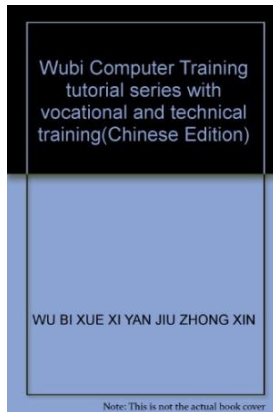 Wubi Computer Training
tutorial series with
vocational and technical
training(Chinese Edition)
WU BI XUE XI YAN JIU ZHONG XIN
Note: This is not the actual book cover